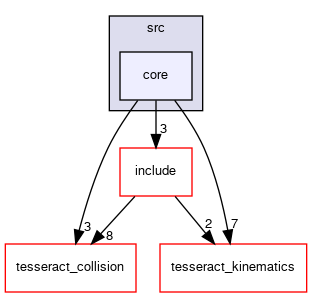 src
core
3
include
3
8
2
7
tesseract_collision
tesseract_kinematics